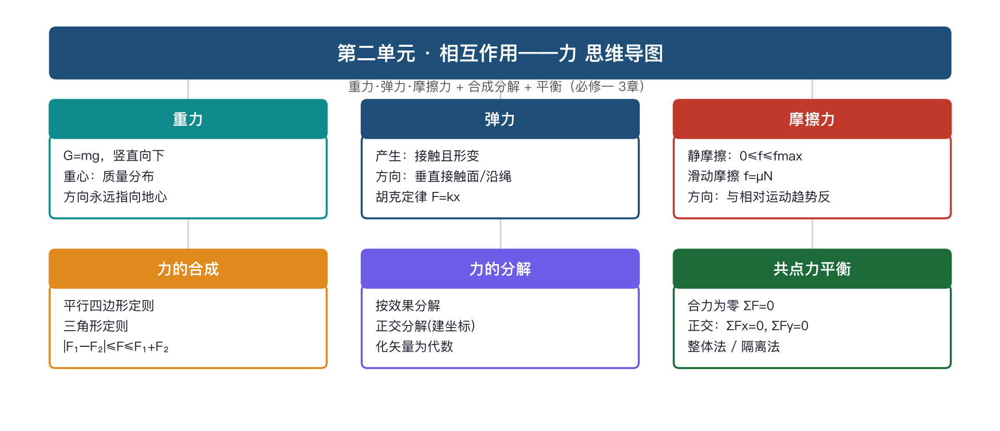 第二单元 · 相互作用——力 思维导图
重力·弹力·摩擦力 + 合成分解 + 平衡（必修一 3章）
重力
G=mg，竖直向下
重心：质量分布
方向永远指向地心
弹力
产生：接触且形变
方向：垂直接触面/沿绳
胡克定律 F=kx
摩擦力
静摩擦：0≤f≤fmax
滑动摩擦 f=μN
方向：与相对运动趋势反
力的合成
平行四边形定则
三角形定则
|F₁−F₂|≤F≤F₁+F₂
力的分解
按效果分解
正交分解(建坐标)
化矢量为代数
共点力平衡
合力为零 ΣF=0
正交：ΣFx=0, ΣFy=0
整体法 / 隔离法